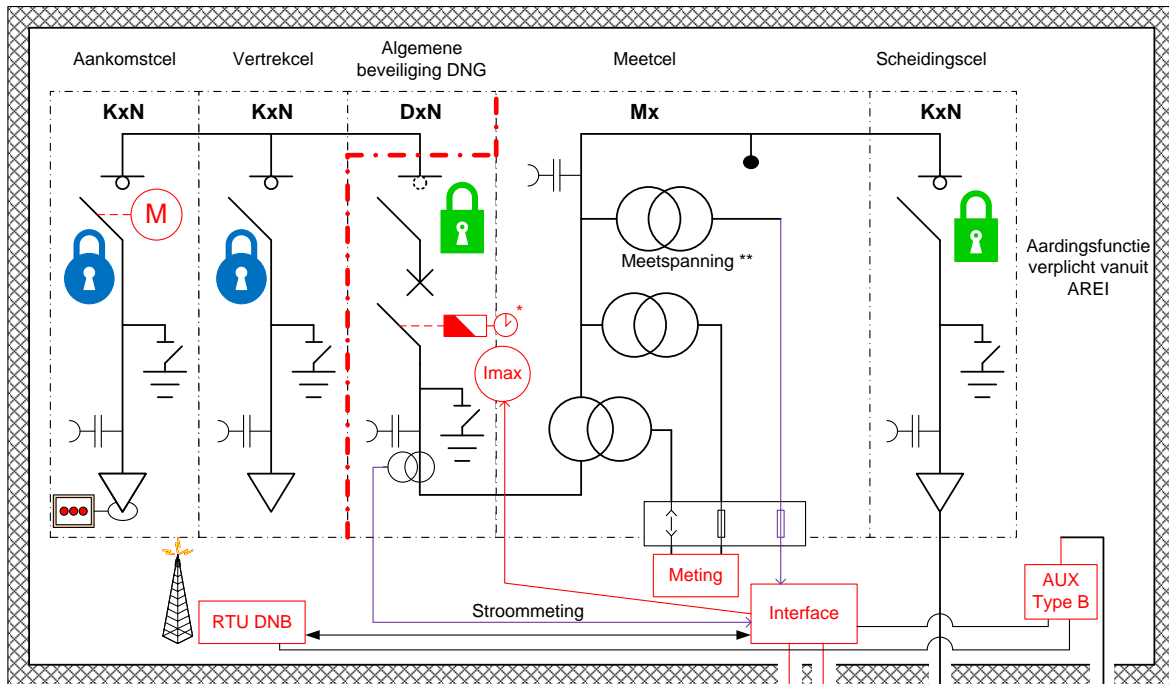 Aankomstcel
Vertrekcel
Algemene
beveiliging DNG
Meetcel
Scheidingscel
KxN
KxN
DxN
Mx
KxN
M
Meetspanning **
*
Imax
Aardingsfunctie
verplicht vanuit
AREI
Meting
Stroommeting
RTU DNB
Interface
AUX
Type B